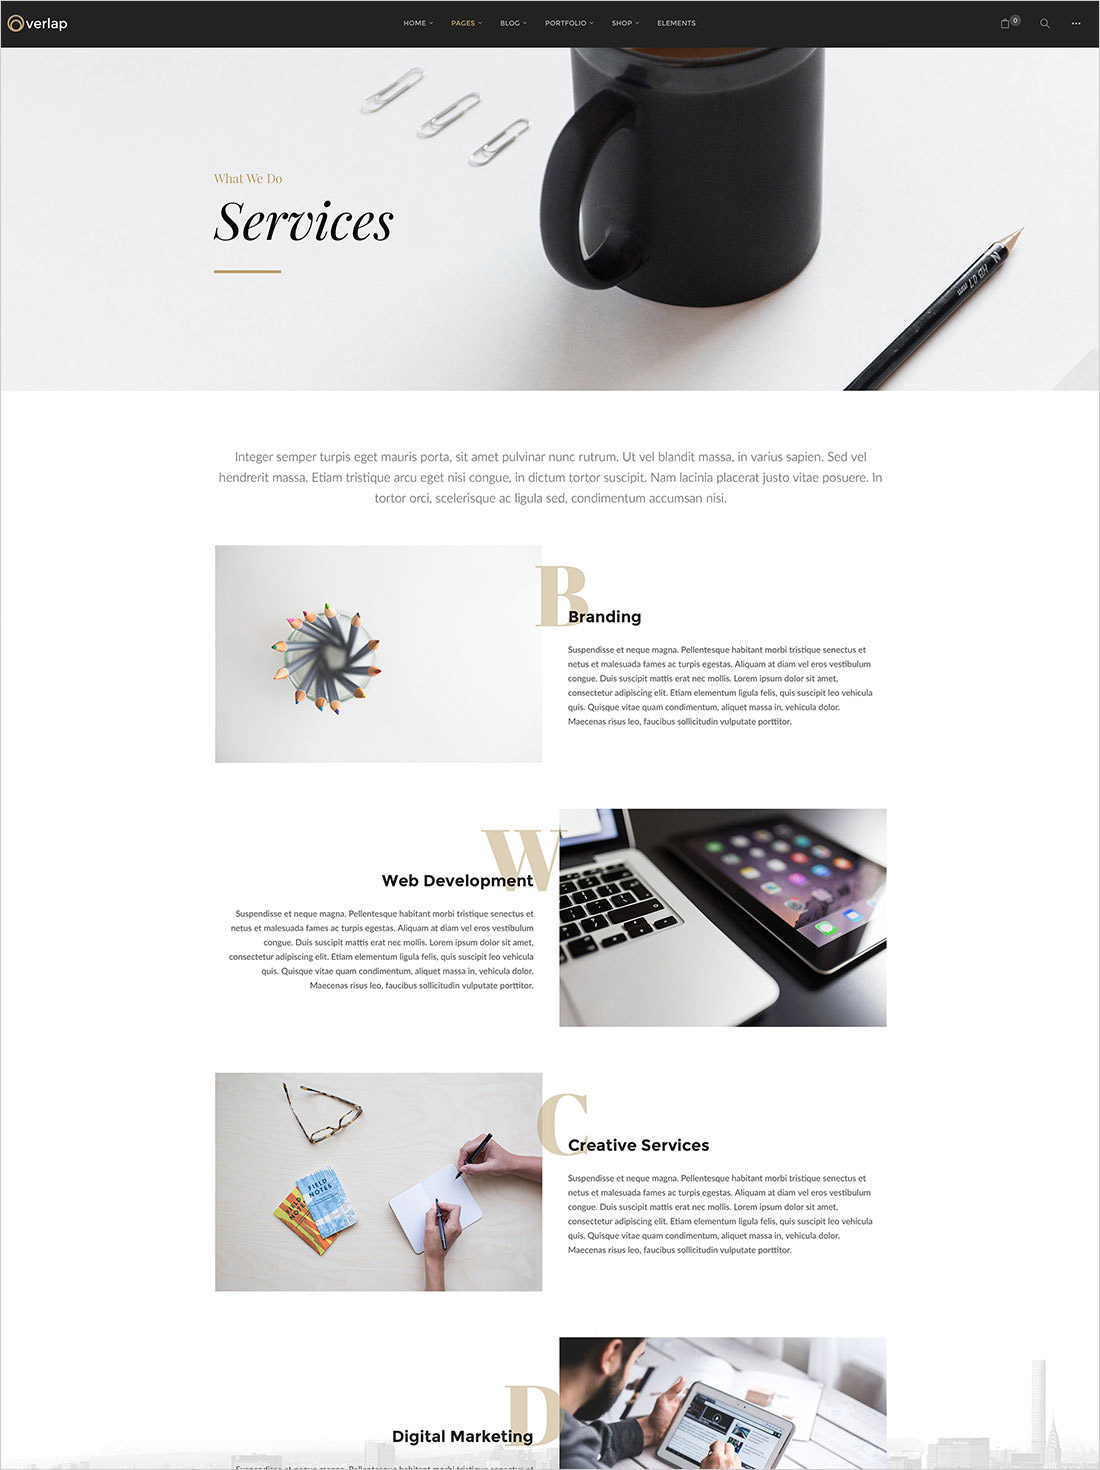 Overlap
HOME PAGES BLOG PORTFOLIO SHOP ELEMENTS
0
What We Do
Services
HB 0.7 mm
Integer semper turpis eget mauris porta, sit amet pulvinar nunc rutrum. Ut vel blandit massa, in varius sapien. Sed vel
hendrerit massa. Etiam tristique arcu eget nisi congue, in dictum tortor suscipit. Nam lacinia placerat justo vitae posuere. In
tortor orci, scelerisque ac ligula sed, condimentum accumsan nisi.
B
Branding
Suspendisse et neque magna. Pellentesque habitant morbi tristique senectus et
netus et malesuada fames ac turpis egestas. Aliquam at diam vel eros vestibulum
congue. Duis suscipit mattis erat nec mollis. Lorem ipsum dolor sit amet,
consectetur adipiscing elit. Etiam elementum ligula felis, quis suscipit leo vehicula
quis. Quisque vitae quam condimentum, aliquet massa in, vehicula dolor.
Maecenas risus leo, faucibus sollicitudin vulputate porttitor.
W
Web Development
Suspendisse et neque magna. Pellentesque habitant morbi tristique senectus et
netus et malesuada fames ac turpis egestas. Aliquam at diam vel eros vestibulum
congue. Duis suscipit mattis erat nec mollis. Lorem ipsum dolor sit amet,
consectetur adipiscing elit. Etiam elementum ligula felis, quis suscipit leo vehicula
quis. Quisque vitae quam condimentum, aliquet massa in, vehicula dolor.
Maecenas risus leo, faucibus sollicitudin vulputate porttitor.
FIELD
NOTES
FIELD
NOTES
C
Creative Services
Suspendisse et neque magna. Pellentesque habitant morbi tristique senectus et
netus et malesuada fames ac turpis egestas. Aliquam at diam vel eros vestibulum
congue. Duis suscipit mattis erat nec mollis. Lorem ipsum dolor sit amet,
consectetur adipiscing elit. Etiam elementum ligula felis, quis suscipit leo vehicula
quis. Quisque vitae quam condimentum, aliquet massa in, vehicula dolor.
Maecenas risus leo, faucibus sollicitudin vulputate porttitor.
D
Digital Marketing